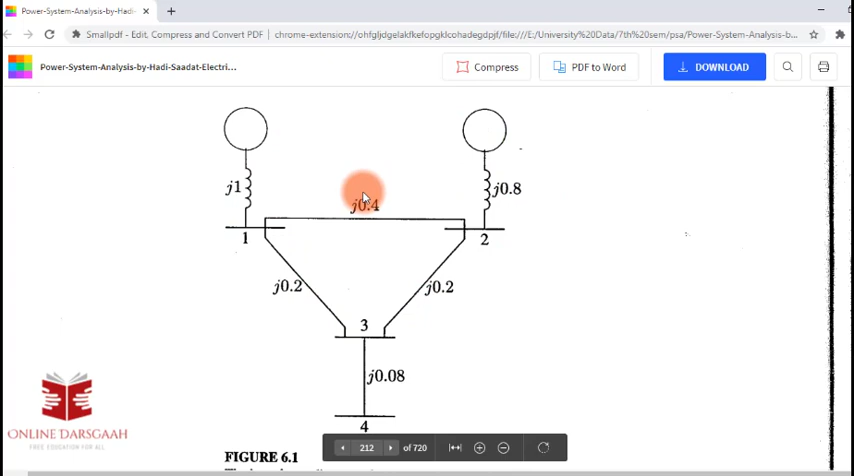 Power-System-Analysis-by-Hadi-
Smallpdf - Edit, Compress and Convert PDF | chrome-extension://ohfgljdgelakfkefopgklcohadegdpjf/file:///E:/University%20Data/7th%20sem/psa/Power-System-Analysis-b...
Power-System-Analysis-by-Hadi-Saadat-Electri...
Compress
PDF to Word
DOWNLOAD
j1
j0.8
j0.4
1
2
j0.2
j0.2
3
j0.08
4
ONLINE DARSGAAH
FREE EDUCATION FOR ALL
212 of 720
FIGURE 6.1